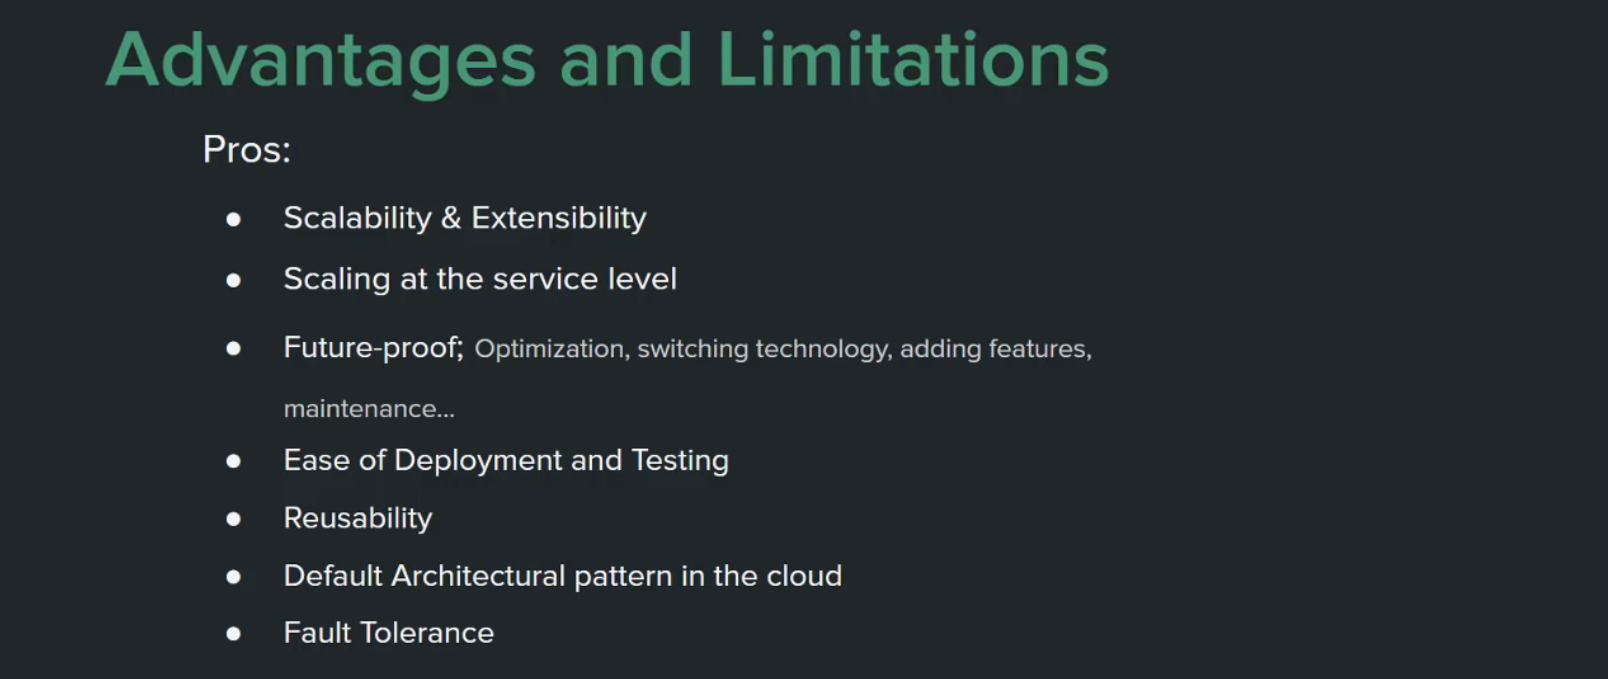 Advantages and Limitations
Pros:
● Scalability & Extensibility
● Scaling at the service level
● Future-proof; Optimization, switching technology, adding features,
maintenance...
● Ease of Deployment and Testing
● Reusability
● Default Architectural pattern in the cloud
● Fault Tolerance